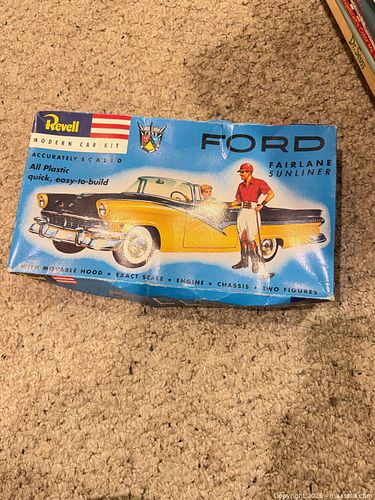 Revell
MODERN CAR KIT
ACCURATELY SCALED
All Plastic
quick, easy-to-build
FORD
FAIRLANE
SUNLINER
WITH MOVABLE HOOD ★ EXACT SCALE ★ ENGINE ★ CHASSIS ★ TWO FIGURES